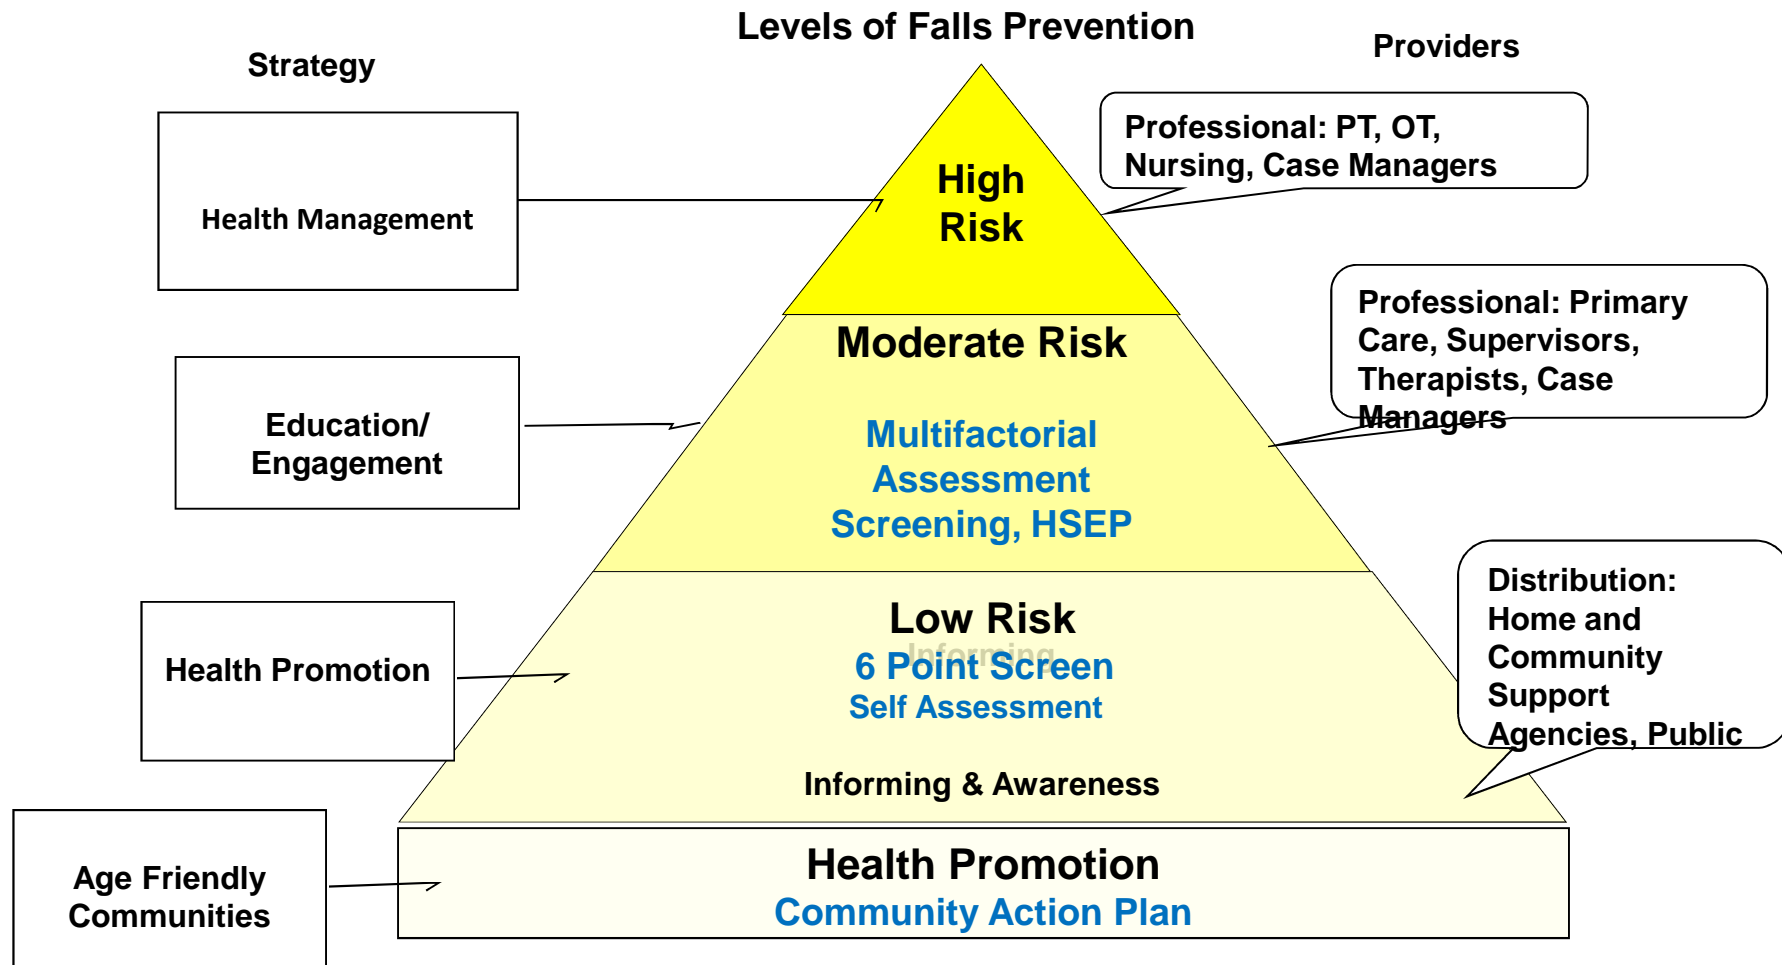 Levels of Falls Prevention
Strategy
Providers
Health Management
High
Risk
Professional: PT, OT,
Nursing, Case Managers
Education/
Engagement
Moderate Risk
Multifactorial
Assessment
Screening, HSEP
Professional: Primary
Care, Supervisors,
Therapists, Case
Managers
Health Promotion
Low Risk
Informing
6 Point Screen
Self Assessment
Informing & Awareness
Distribution:
Home and
Community
Support
Agencies, Public
Age Friendly
Communities
Health Promotion
Community Action Plan